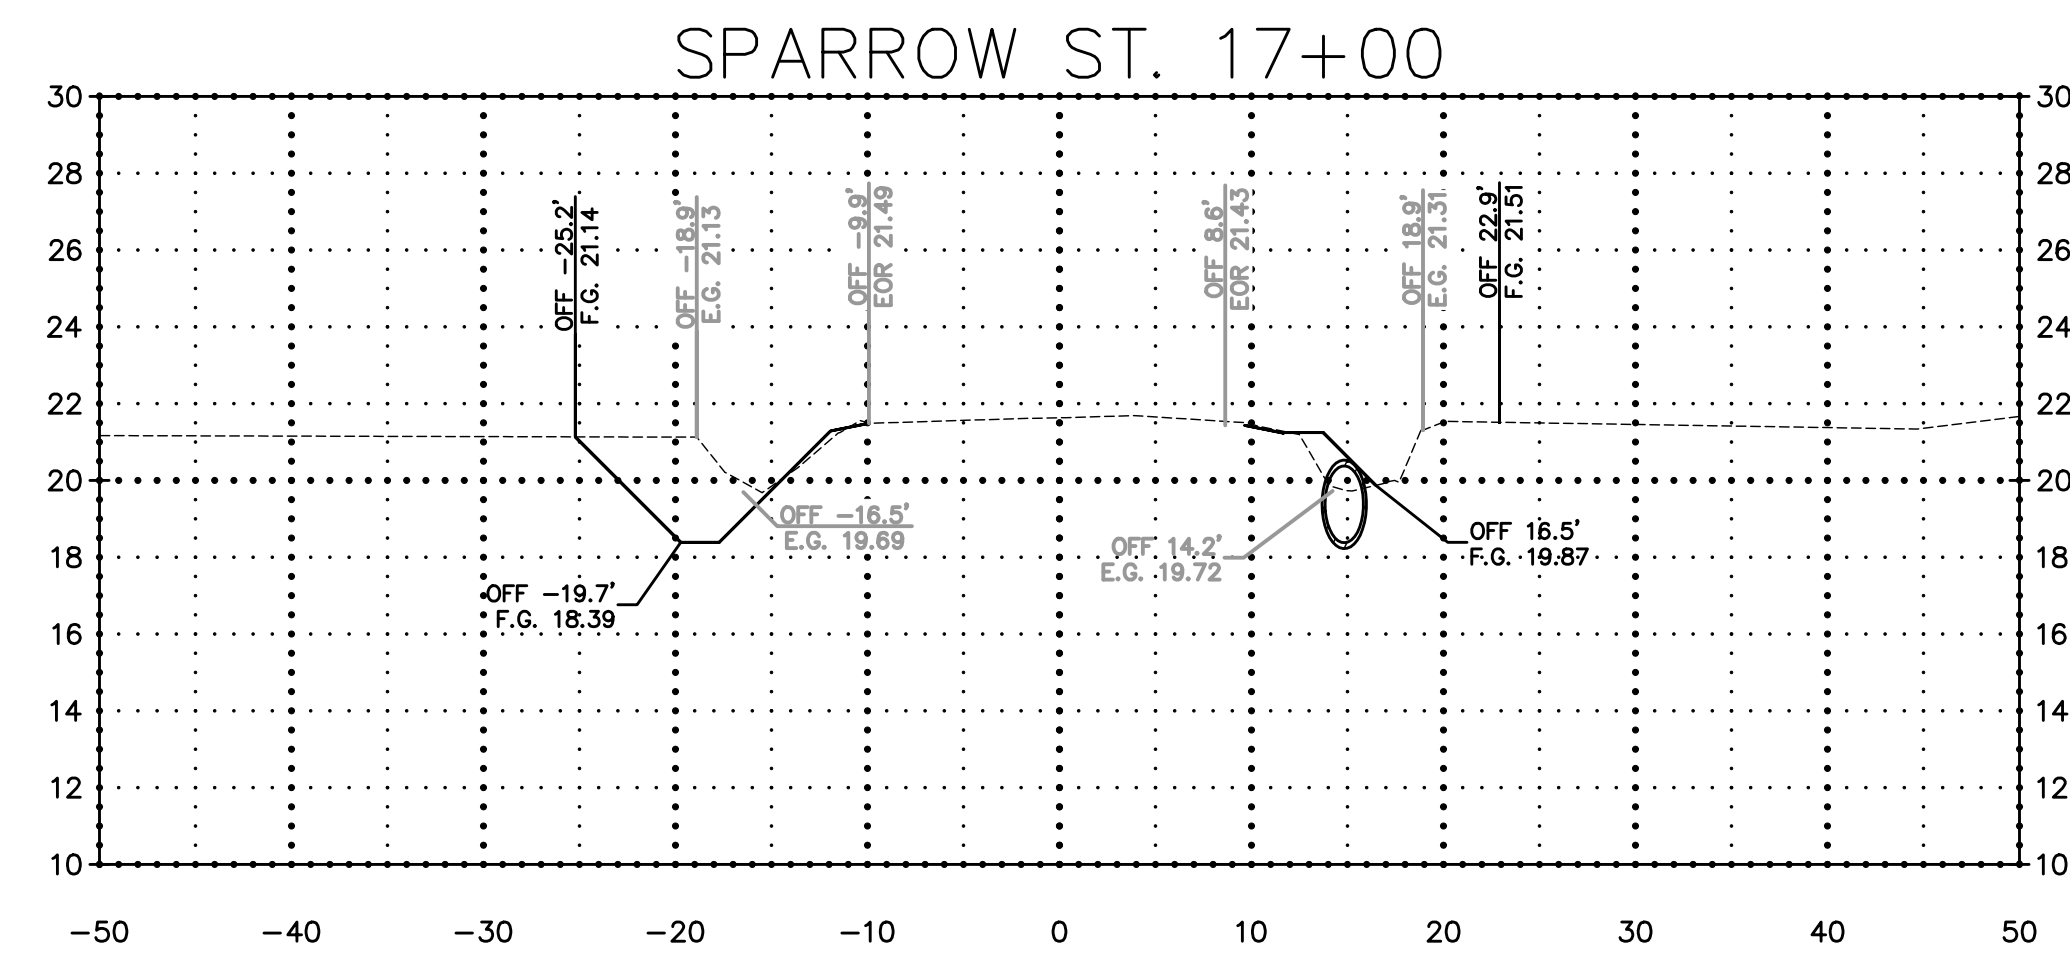 SPARROW ST. 17+00
30 30
28 28
26 26
24 24
22 22
20 20
18 18
16 16
14 14
12 12
10 10
OFF -25.2'
F.G. 21.14
OFF -18.9'
E.G. 21.13
OFF -9.9'
EOR 21.49
OFF 8.6'
EOR 21.43
OFF 18.9'
E.G. 21.31
OFF 22.9'
F.G. 21.51
OFF -16.5'
E.G. 19.69
OFF 14.2'
E.G. 19.72
OFF 16.5'
F.G. 19.87
OFF -19.7'
F.G. 18.39
-50 -40 -30 -20 -10 0 10 20 30 40 50